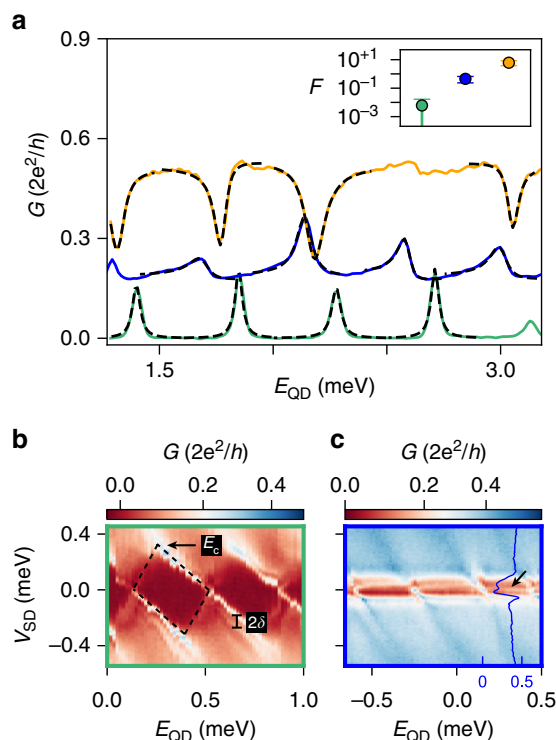 a
G (2e²/h)
0.9
0.6
0.3
0.0
F
10⁺¹
10⁻¹
10⁻³
1.5
3.0
E_QD (meV)
b
G (2e²/h)
0.0
0.2
0.4
V_SD (meV)
0.4
0.0
−0.4
E_c
2δ
0.0
0.5
1.0
E_QD (meV)
c
G (2e²/h)
0.0
0.2
0.4
0
0.5
−0.5
0.0
0.5
E_QD (meV)